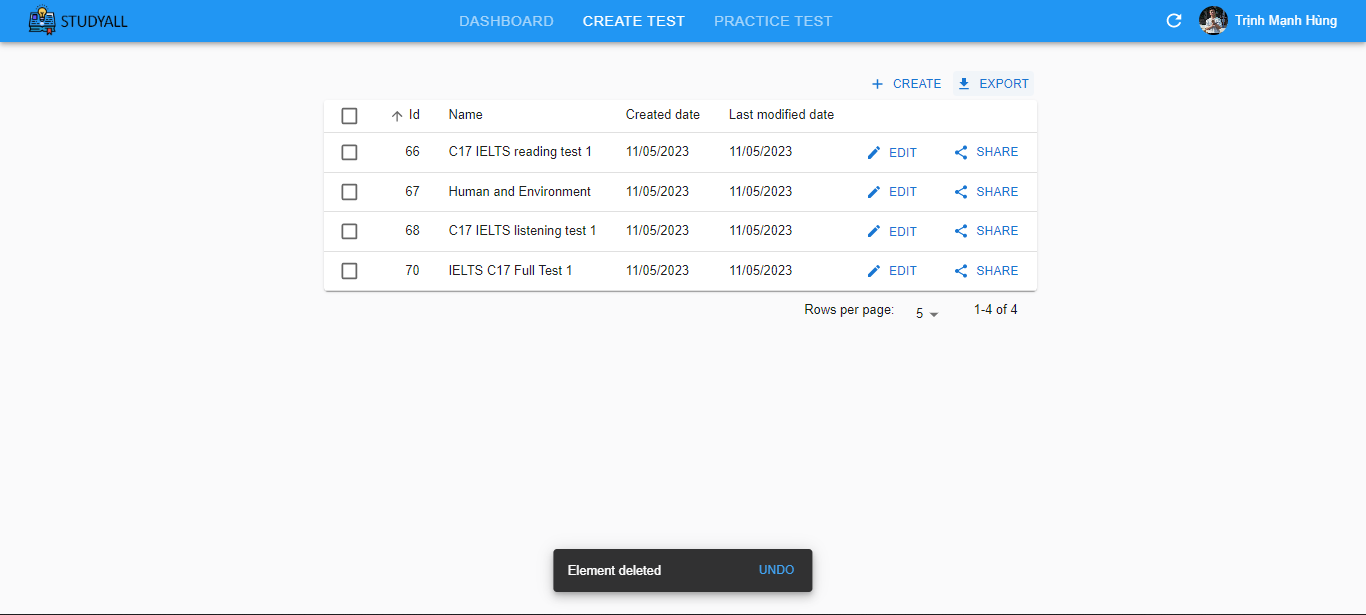 STUDYALL DASHBOARD CREATE TEST PRACTICE TEST Trịnh Mạnh Hùng
CREATE EXPORT
Id Name Created date Last modified date
66 C17 IELTS reading test 1 11/05/2023 11/05/2023 EDIT SHARE
67 Human and Environment 11/05/2023 11/05/2023 EDIT SHARE
68 C17 IELTS listening test 1 11/05/2023 11/05/2023 EDIT SHARE
70 IELTS C17 Full Test 1 11/05/2023 11/05/2023 EDIT SHARE
Rows per page: 5 1-4 of 4
Element deleted UNDO